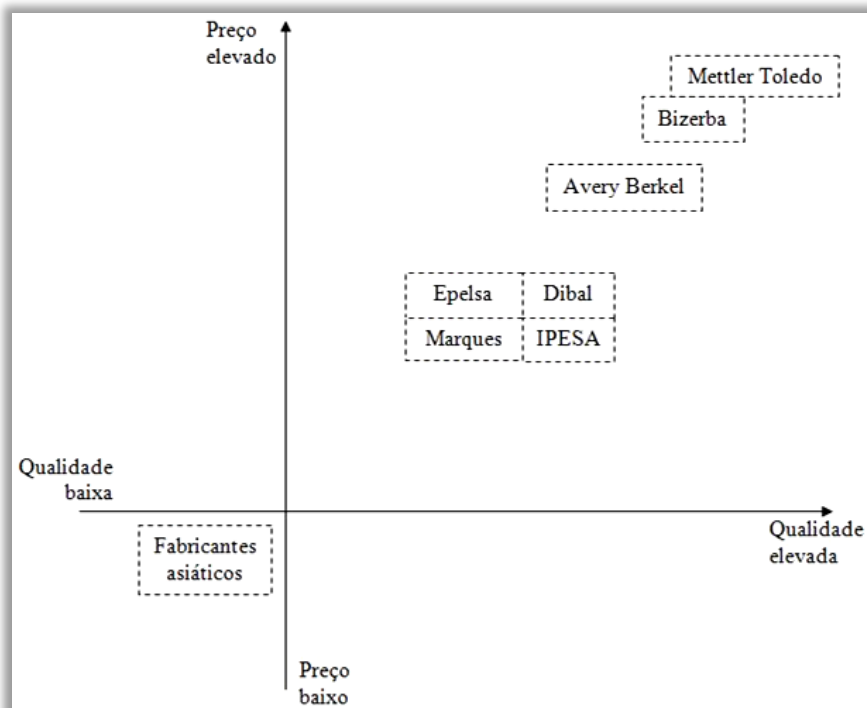 Preço
elevado
Mettler Toledo
Bizerba
Avery Berkel
Epelsa
Dibal
Marques
IPESA
Qualidade
baixa
Qualidade
elevada
Fabricantes
asiáticos
Preço
baixo